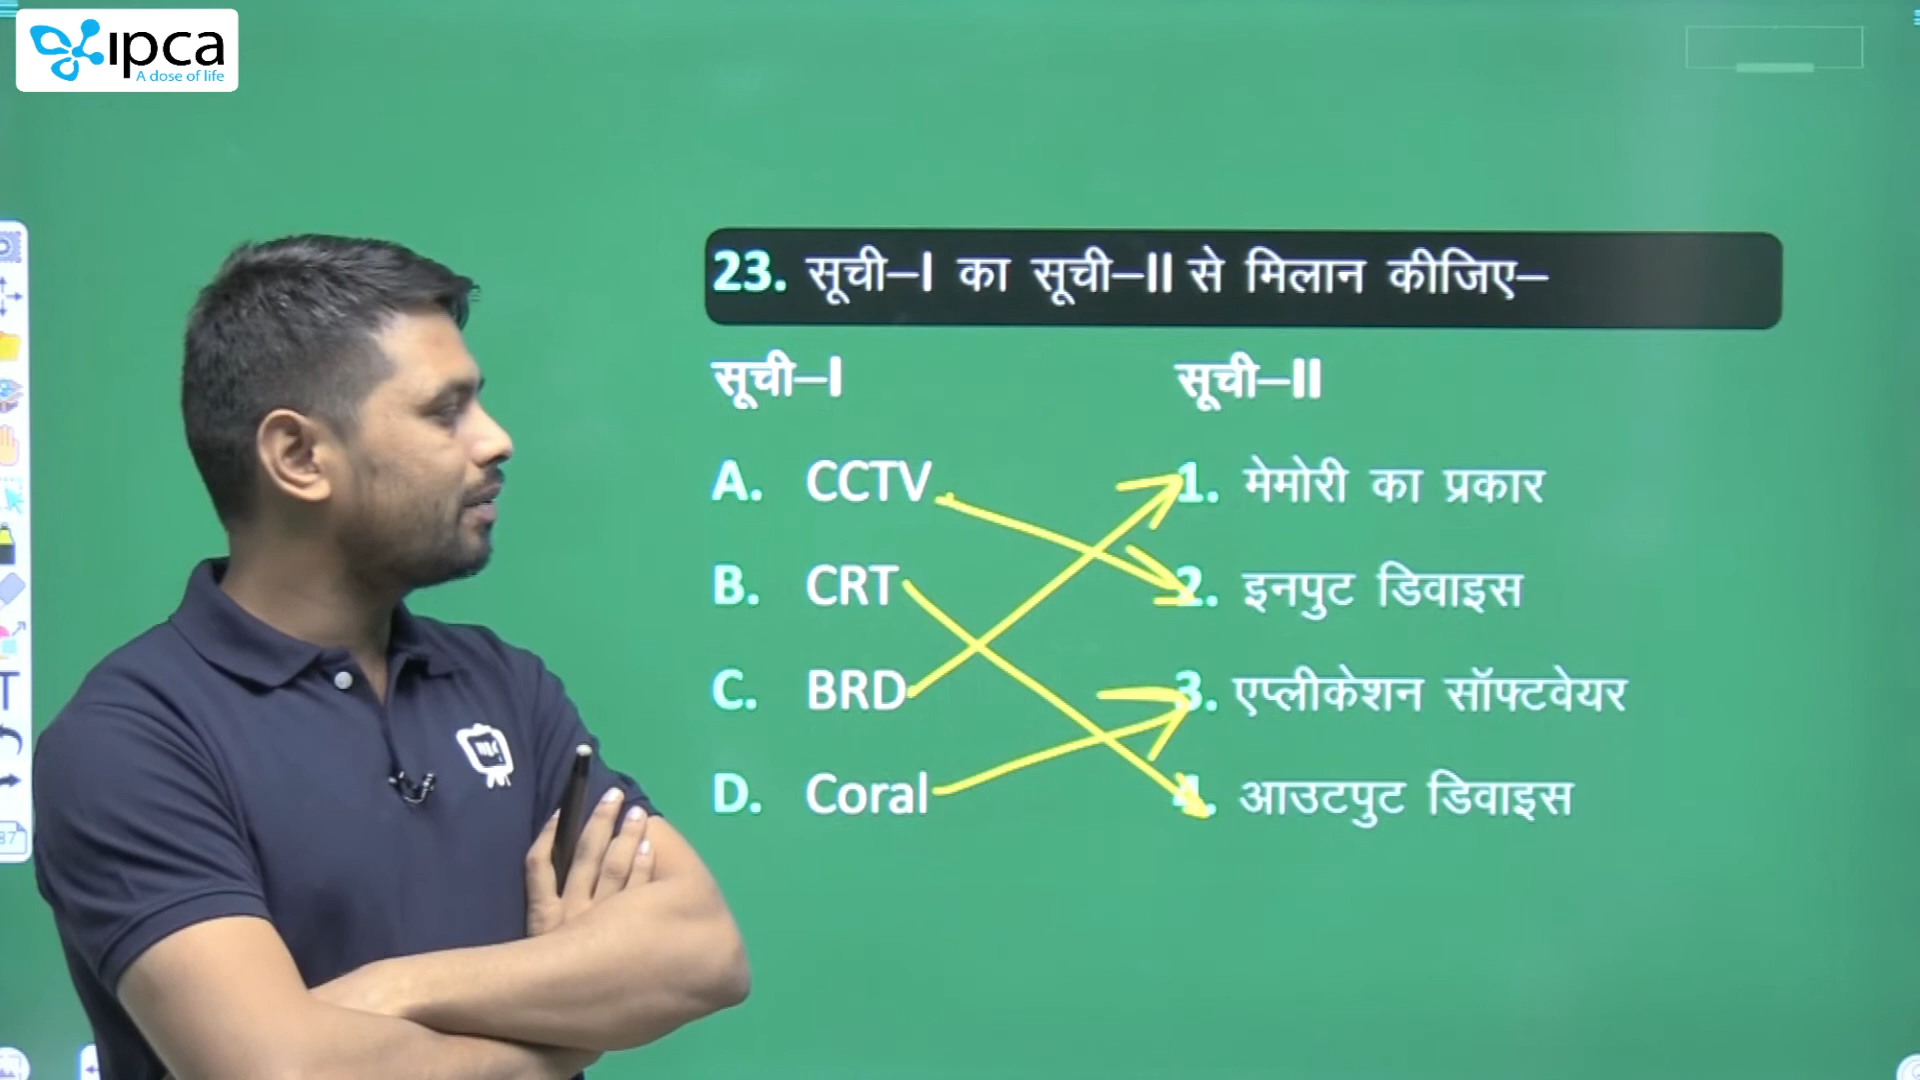 ipca
A dose of life
23. सूची–I का सूची–II से मिलान कीजिए–
सूची–I सूची–II
A. CCTV 1. मेमोरी का प्रकार
B. CRT 2. इनपुट डिवाइस
C. BRD 3. एप्लीकेशन सॉफ्टवेयर
D. Coral 4. आउटपुट डिवाइस
T
87